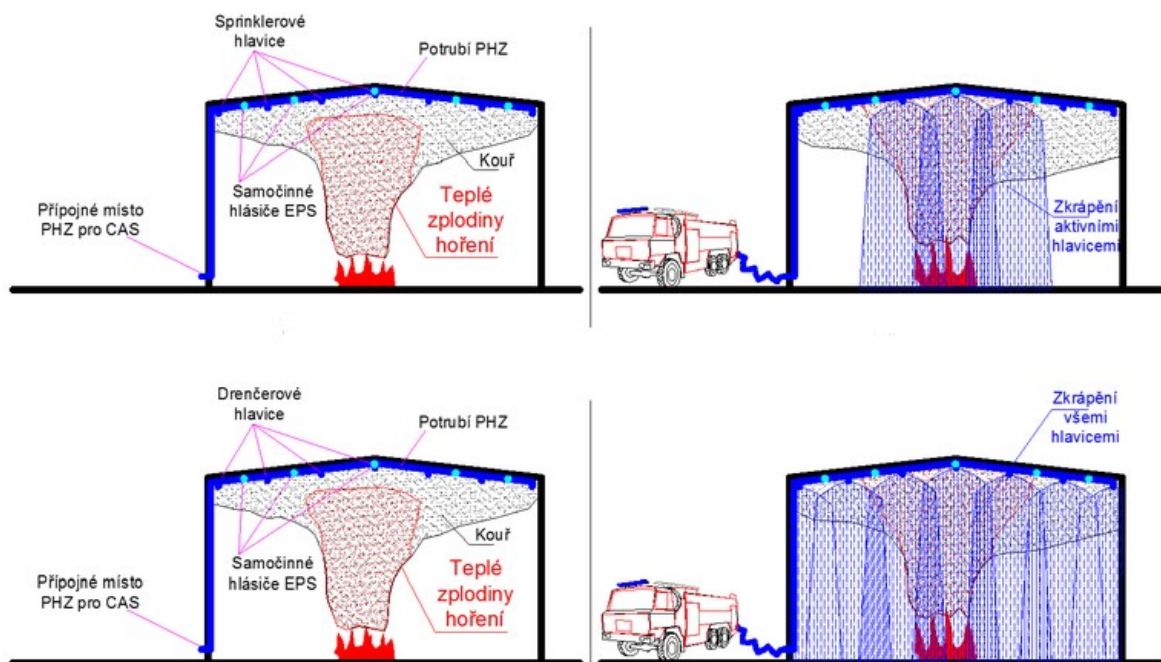 Sprinklerové
hlavice
Potrubí PHZ
Kouř
Samočinné
hlásiče EPS
Teplé
zplodiny
hoření
Přípojné místo
PHZ pro CAS
Zkrápění
aktivními
hlavicemi
Drenčerové
hlavice
Potrubí PHZ
Kouř
Samočinné
hlásiče EPS
Teplé
zplodiny
hoření
Přípojné místo
PHZ pro CAS
Zkrápění
všemi
hlavicemi